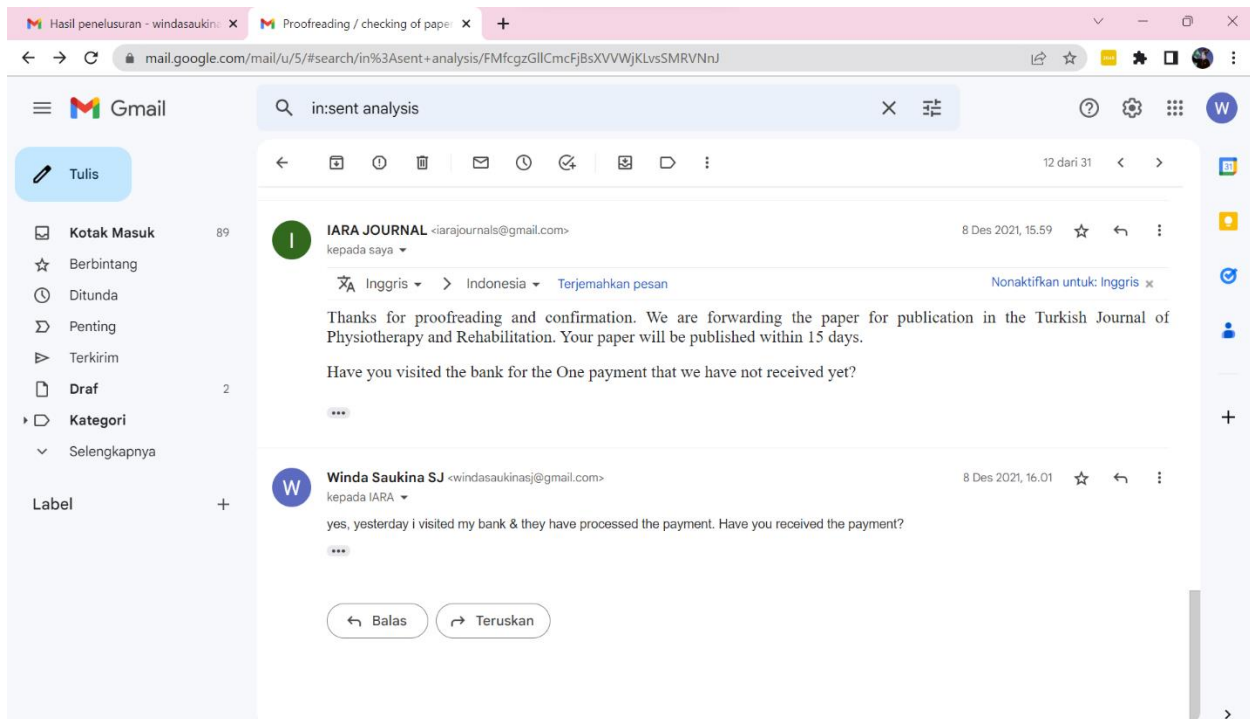 Hasil penelusuran - windasaukina
Proofreading / checking of paper
mail.google.com/mail/u/5/#search/in%3Asent+analysis/FMfcgzGllCmcFjBsXVVWjKLvsSMRVNnJ
Gmail
in:sent analysis
W
Tulis
12 dari 31
31
Kotak Masuk 89
Berbintang
Ditunda
Penting
Terkirim
Draf 2
Kategori
Selengkapnya
Label
I
IARA JOURNAL <iarajournals@gmail.com>
8 Des 2021, 15.59
kepada saya
Inggris > Indonesia Terjemahkan pesan
Nonaktifkan untuk: Inggris x
Thanks for proofreading and confirmation. We are forwarding the paper for publication in the Turkish Journal of
Physiotherapy and Rehabilitation. Your paper will be published within 15 days.
Have you visited the bank for the One payment that we have not received yet?
W
Winda Saukina SJ <windasaukinasj@gmail.com>
8 Des 2021, 16.01
kepada IARA
yes, yesterday i visited my bank & they have processed the payment. Have you received the payment?
Balas
Teruskan